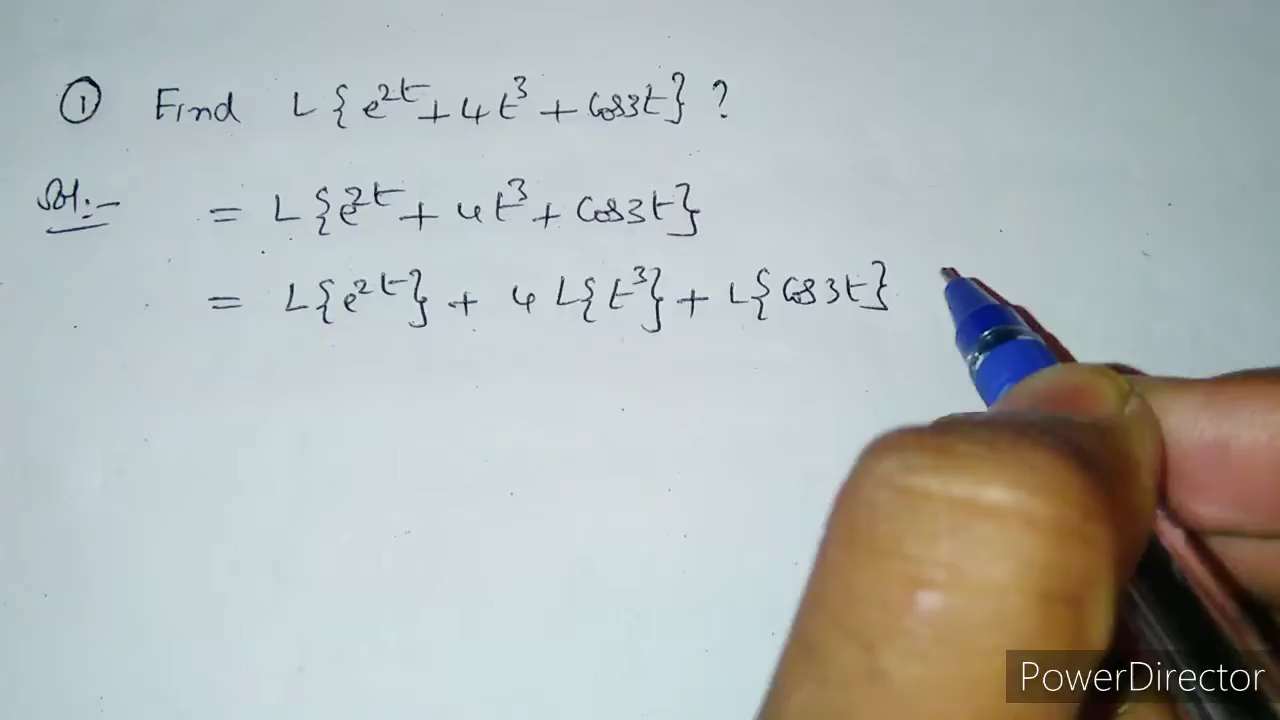 ① Find L{e^2t + 4t^3 + Cos3t} ?
Sol:- = L{e^2t + 4t^3 + Cos3t}
= L{e^2t} + 4 L{t^3} + L{Cos3t}
PowerDirector